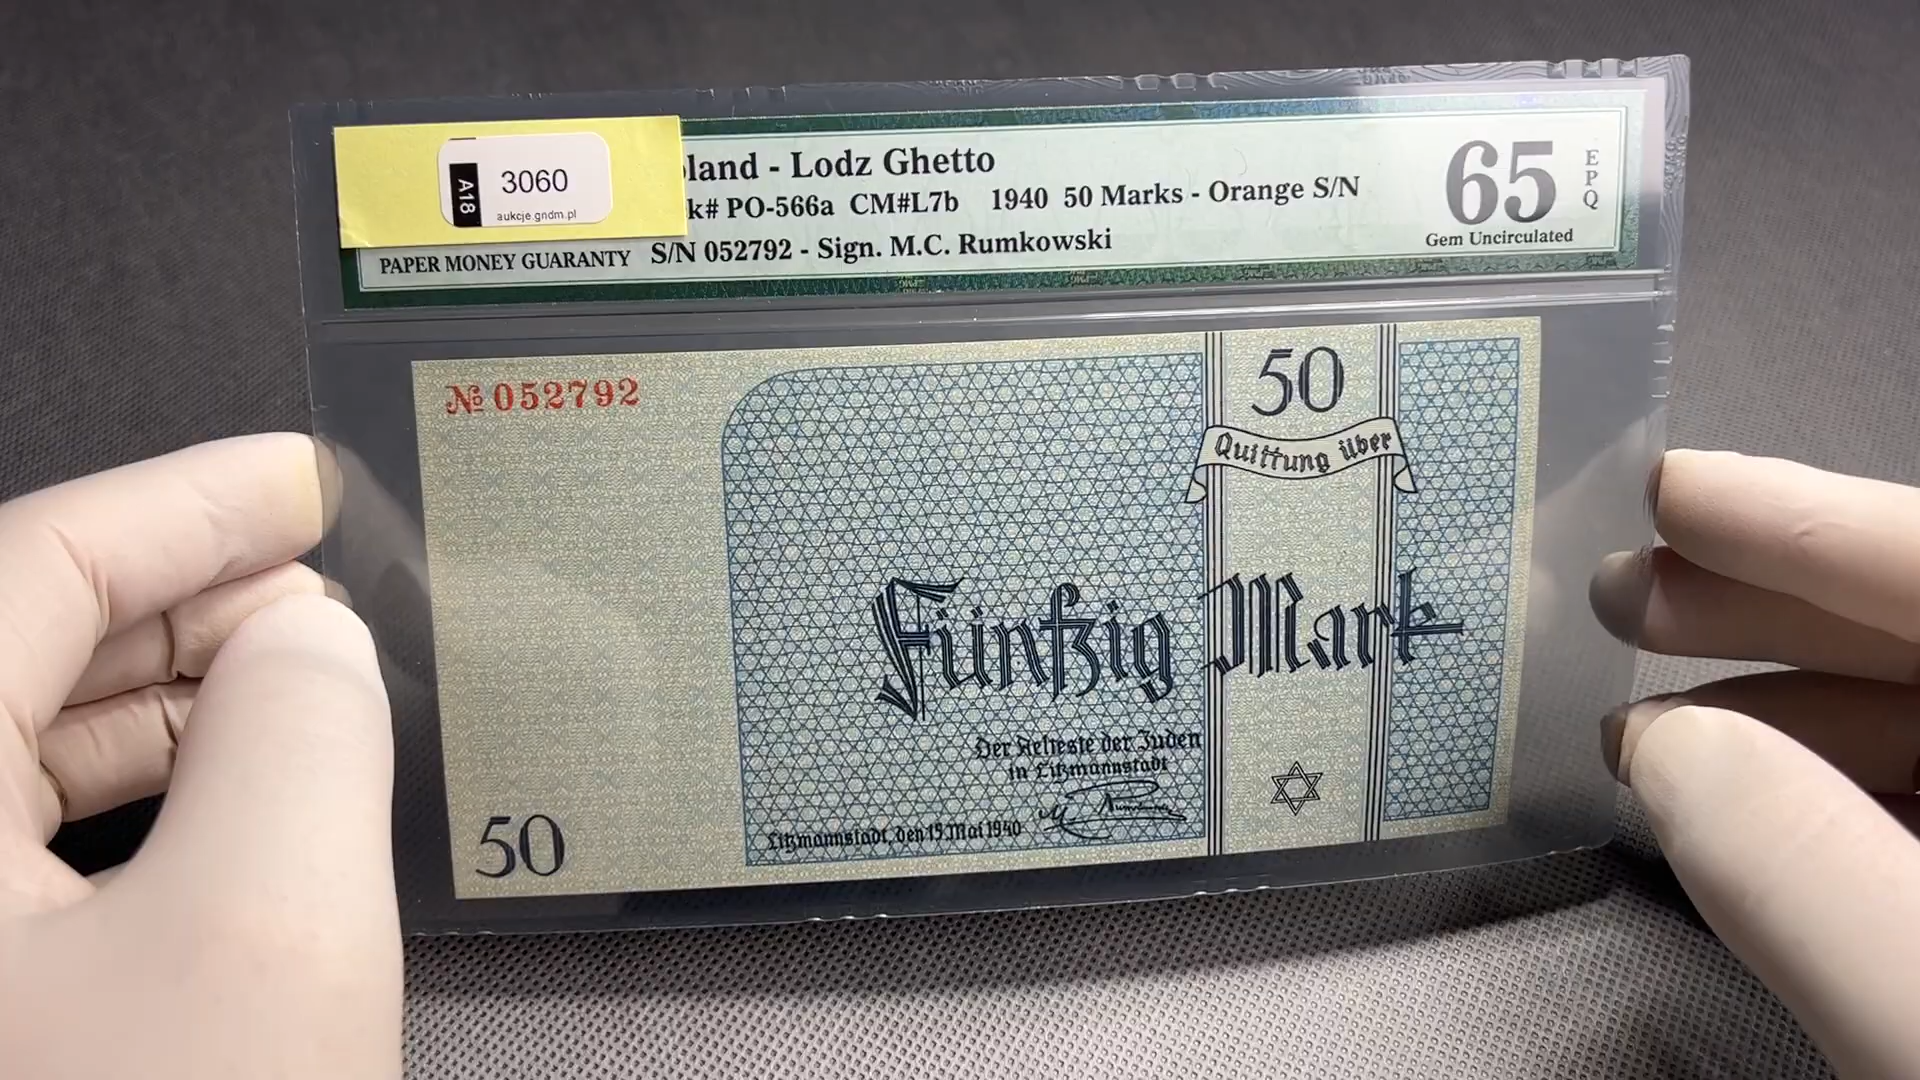 A18
3060
aukcje.gndm.pl
land - Lodz Ghetto
k# PO-566a CM#L7b 1940 50 Marks - Orange S/N
PAPER MONEY GUARANTY S/N 052792 - Sign. M.C. Rumkowski
65
EPQ
Gem Uncirculated
№ 052792
50
Quittung über
Fünfzig Mark
Der Aelteste der Juden
in Litzmannstadt
Litzmannstadt, den 15. Mai 1940
50